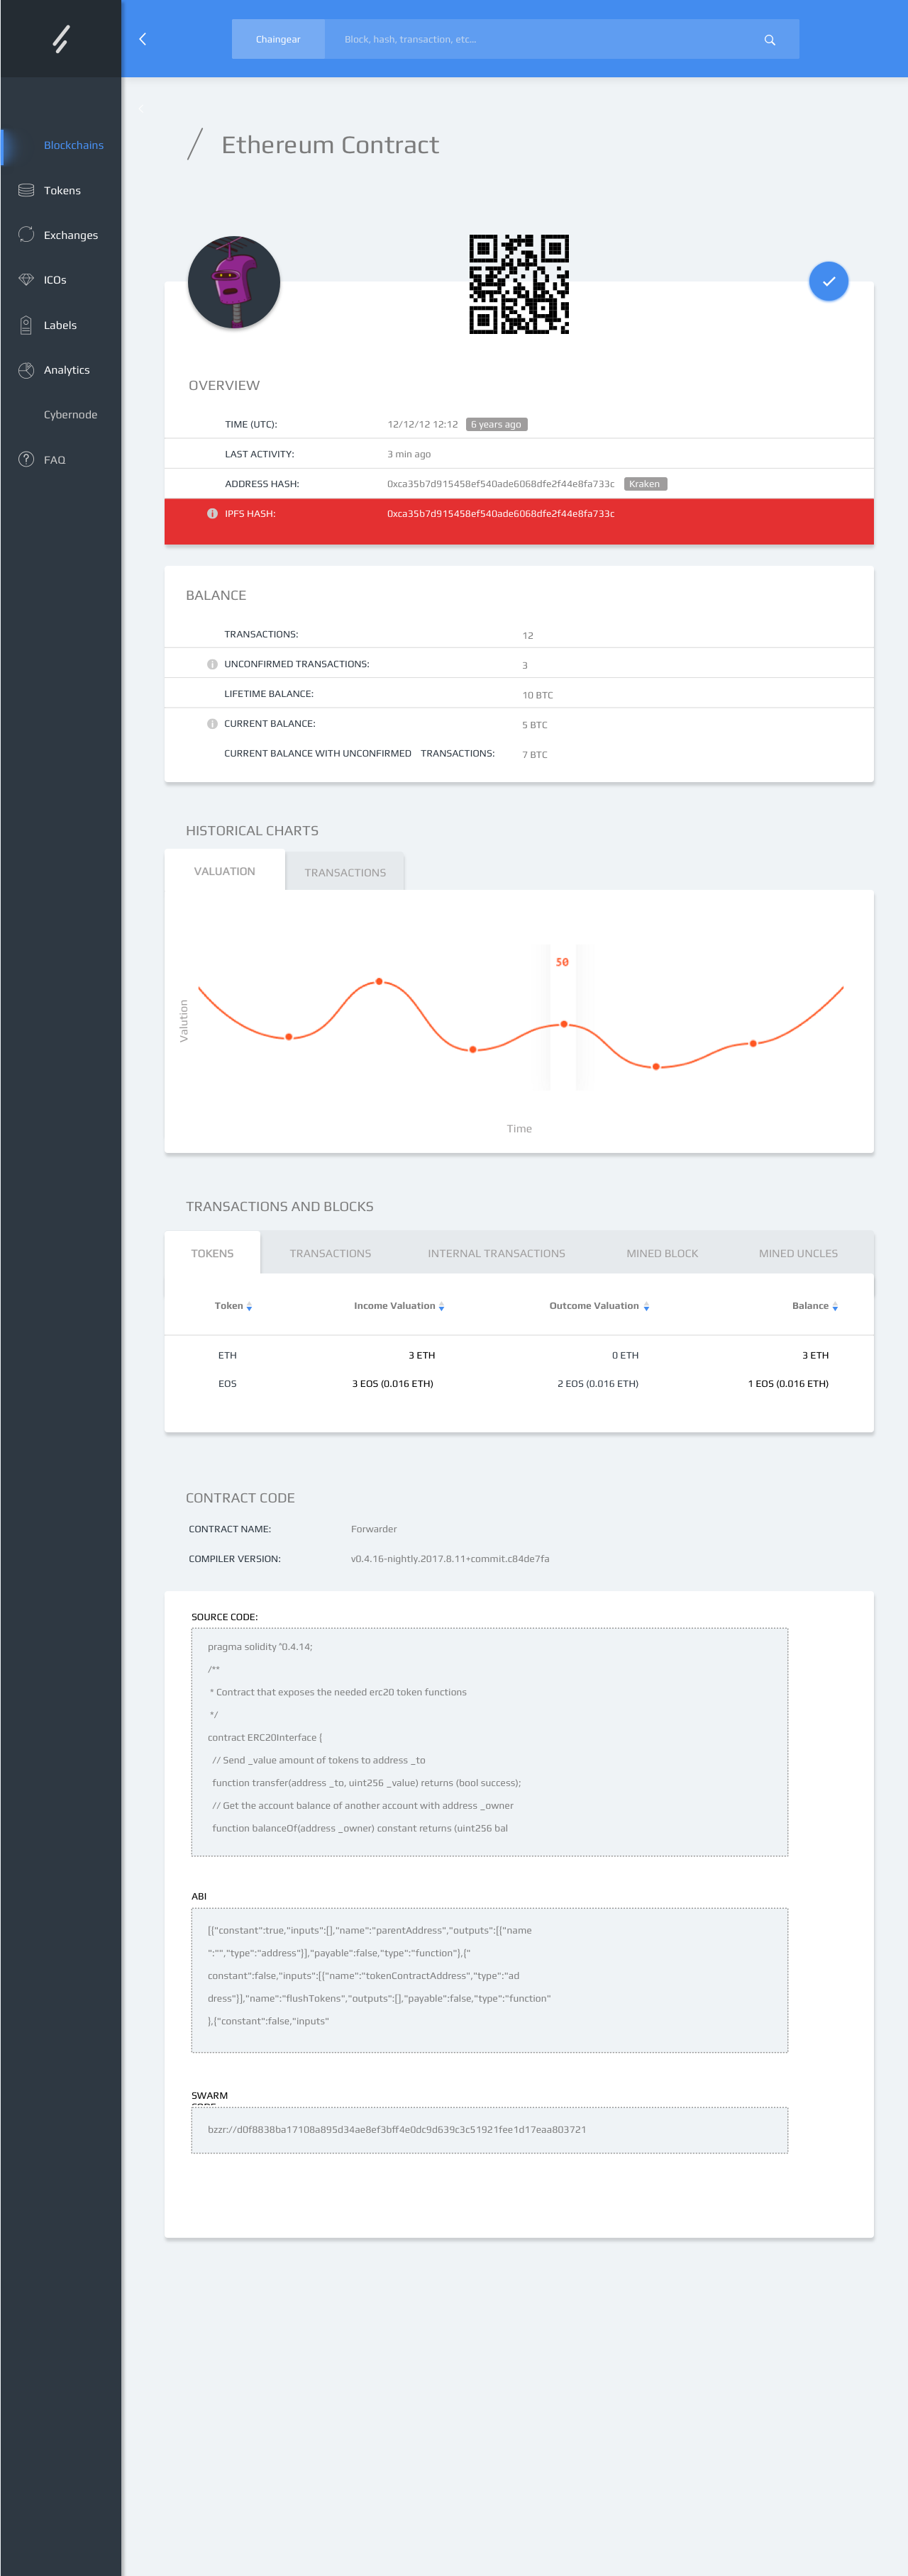 Chaingear
Block, hash, transaction, etc...
Blockchains
Tokens
Exchanges
ICOs
Labels
Analytics
Cybernode
FAQ
Ethereum Contract
OVERVIEW
TIME (UTC): 12/12/12 12:12 6 years ago
LAST ACTIVITY: 3 min ago
ADDRESS HASH: 0xca35b7d915458ef540ade6068dfe2f44e8fa733c Kraken
IPFS HASH: 0xca35b7d915458ef540ade6068dfe2f44e8fa733c
BALANCE
TRANSACTIONS: 12
UNCONFIRMED TRANSACTIONS: 3
LIFETIME BALANCE: 10 BTC
CURRENT BALANCE: 5 BTC
CURRENT BALANCE WITH UNCONFIRMED TRANSACTIONS: 7 BTC
HISTORICAL CHARTS
VALUATION TRANSACTIONS
50
Valution
Time
TRANSACTIONS AND BLOCKS
TOKENS TRANSACTIONS INTERNAL TRANSACTIONS MINED BLOCK MINED UNCLES
Token Income Valuation Outcome Valuation Balance
ETH 3 ETH 0 ETH 3 ETH
EOS 3 EOS (0.016 ETH) 2 EOS (0.016 ETH) 1 EOS (0.016 ETH)
CONTRACT CODE
CONTRACT NAME: Forwarder
COMPILER VERSION: v0.4.16-nightly.2017.8.11+commit.c84de7fa
SOURCE CODE:
pragma solidity ^0.4.14;
/**
* Contract that exposes the needed erc20 token functions
*/
contract ERC20Interface {
// Send _value amount of tokens to address _to
function transfer(address _to, uint256 _value) returns (bool success);
// Get the account balance of another account with address _owner
function balanceOf(address _owner) constant returns (uint256 bal
ABI
[{"constant":true,"inputs":[],"name":"parentAddress","outputs":[{"name
":"","type":"address"}],"payable":false,"type":"function"},{"
constant":false,"inputs":[{"name":"tokenContractAddress","type":"ad
dress"}],"name":"flushTokens","outputs":[],"payable":false,"type":"function"
},{"constant":false,"inputs"
SWARM
CODE
bzzr://d0f8838ba17108a895d34ae8ef3bff4e0dc9d639c3c51921fee1d17eaa803721